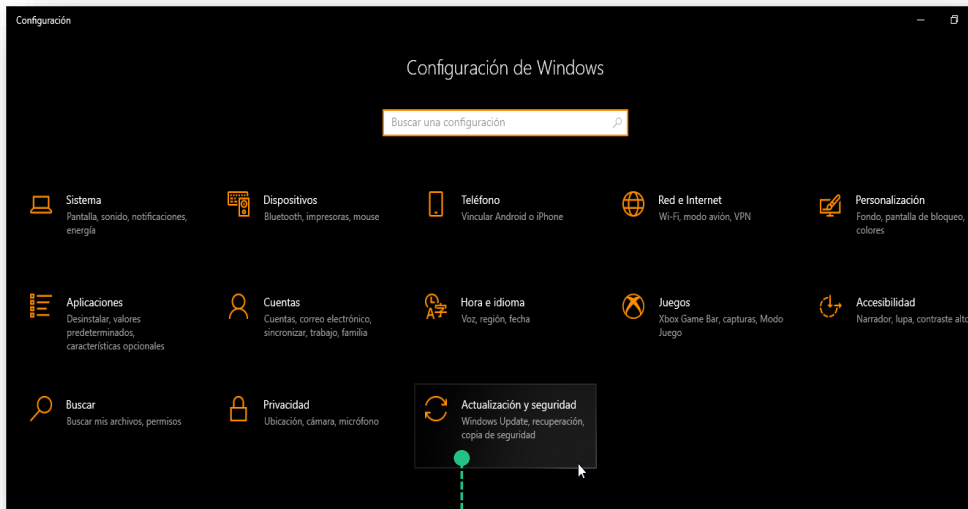 Configuración
Configuración de Windows
Buscar una configuración
Sistema
Pantalla, sonido, notificaciones,
energía
Dispositivos
Bluetooth, impresoras, mouse
Teléfono
Vincular Android o iPhone
Red e Internet
Wi-Fi, modo avión, VPN
Personalización
Fondo, pantalla de bloqueo,
colores
Aplicaciones
Desinstalar, valores
predeterminados,
características opcionales
Cuentas
Cuentas, correo electrónico,
sincronizar, trabajo, familia
Hora e idioma
Voz, región, fecha
Juegos
Xbox Game Bar, capturas, Modo
Juego
Accesibilidad
Narrador, lupa, contraste alto
Buscar
Buscar mis archivos, permisos
Privacidad
Ubicación, cámara, micrófono
Actualización y seguridad
Windows Update, recuperación,
copia de seguridad